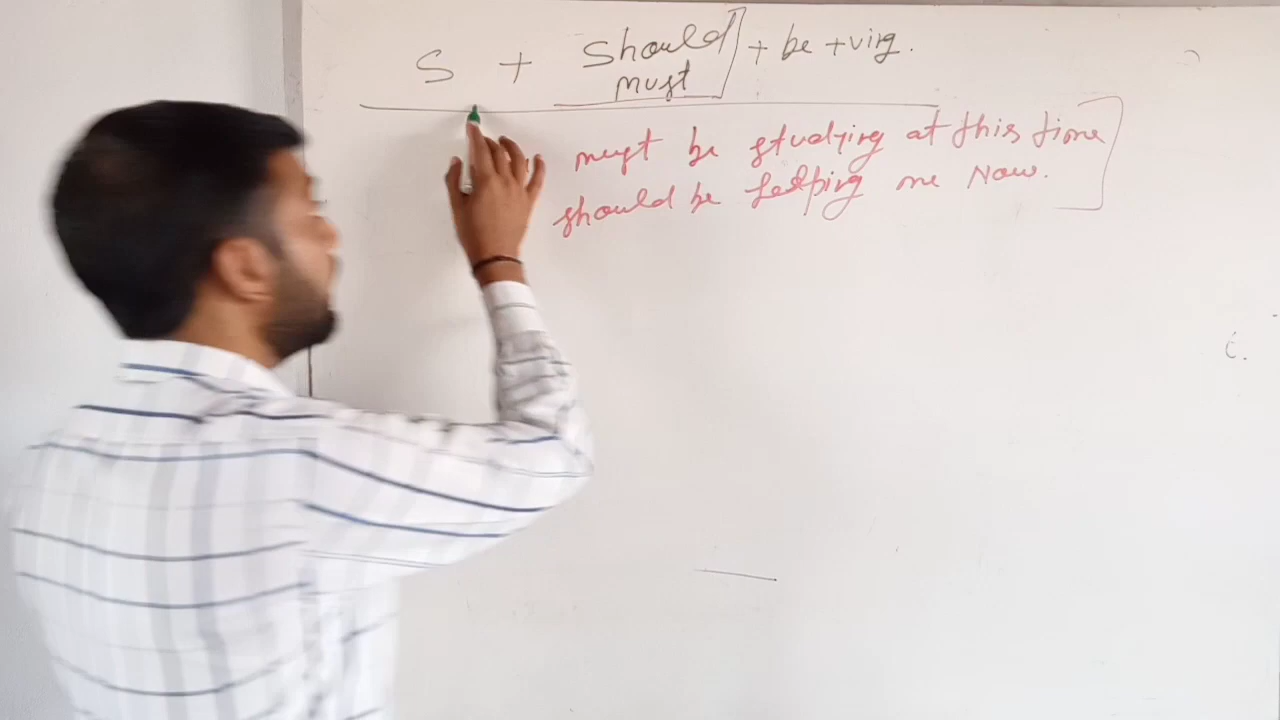 S + Should + be + ving.
must
must be studying at this time
should be helping me Now.